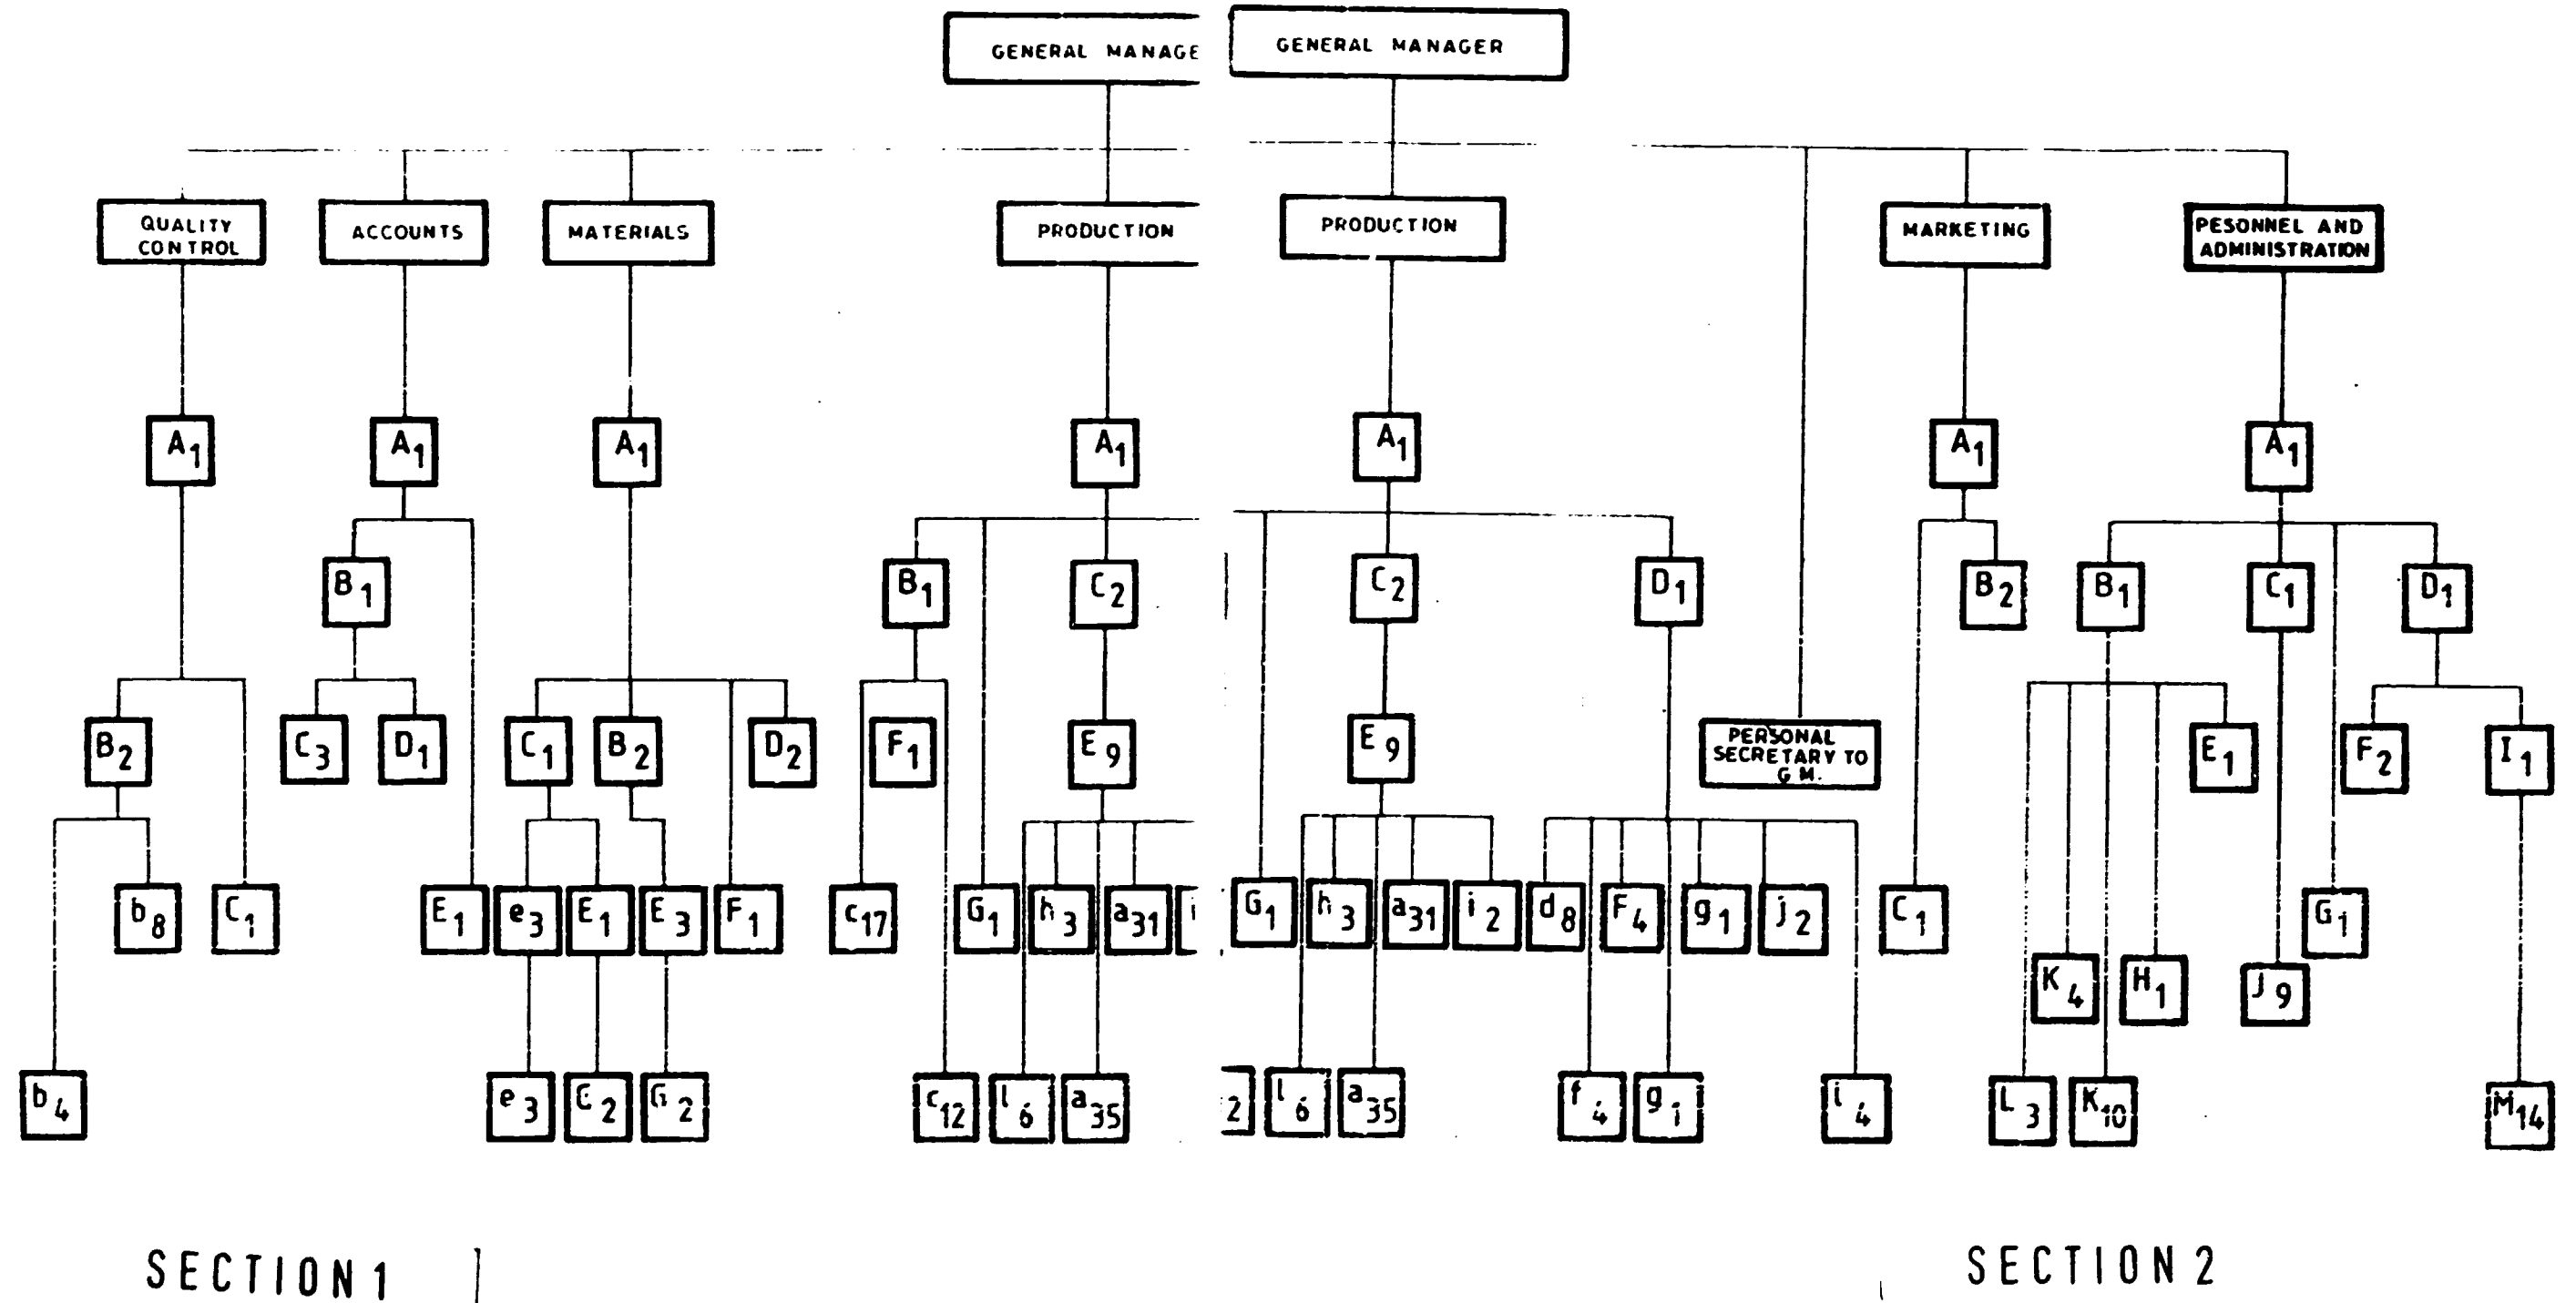 GENERAL MANAGE
GENERAL MANAGER
QUALITY
CONTROL
ACCOUNTS
MATERIALS
PRODUCTION
PRODUCTION
MARKETING
PESONNEL AND
ADMINISTRATION
A1
A1
A1
A1
A1
A1
A1
B1
B1
C2
C2
D1
B2
B1
C1
D1
B2
C3
D1
C1
B2
D2
F1
E9
E9
PERSONAL
SECRETARY TO
G M.
E1
F2
I1
b8
C1
E1
e3
E1
E3
F1
c17
G1
h3
a31
i
G1
h3
a31
i2
d8
F4
g1
j2
C1
G1
K4
H1
J9
b4
e3
2
G2
c12
l6
a35
2
l6
a35
f4
g1
i4
L3
K10
M14
SECTION 1
SECTION 2